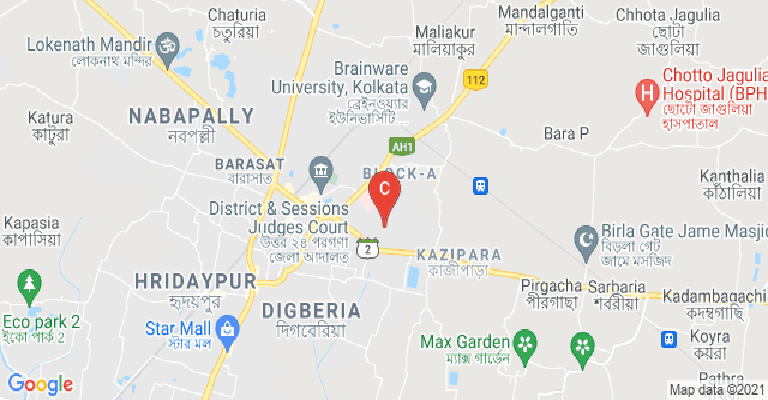 Chaturia
চতুরিয়া
Mandalganti
মান্দালগাতি
Chhota Jagulia
ছোটো
জাগুলিয়া
Maliakur
মালিয়াকুর
Lokenath Mandir
লোকনাথ মন্দির
Brainware
University, Kolkata
ব্রেইনওয়্যার
ইউনিভার্সিটি...
112
Chotto Jagulia
Hospital (BPH
ছোটো জাগুলিয়া
হাসপাতাল
Katura
কাটুরা
NABAPALLY
নবপল্লী
Bara P
AH1
BARASAT
বারাসাত
BLOCK-A
C
Kanthalia
কাঁঠালিয়া
District & Sessions
Judges Court
উত্তর ২৪ পরগণা
জেলা আদালত
Kapasia
কাপাসিয়া
2
KAZIPARA
কাজীপাড়া
Birla Gate Jame Masjid
বিড়লা গেট
জামে মসজিদ
HRIDAYPUR
হৃদয়পুর
Pirgacha
পীরগাছা
Sarbaria
শবরীয়া
Kadambagachi
কদম্বগাছি
DIGBERIA
দিগবেরিয়া
Eco park 2
ইকো পার্ক 2
Star Mall
স্টার মল
Max Garden
ম্যাক্স গার্ডেন
Koyra
কয়রা
Pathra
Google
Map data ©2021